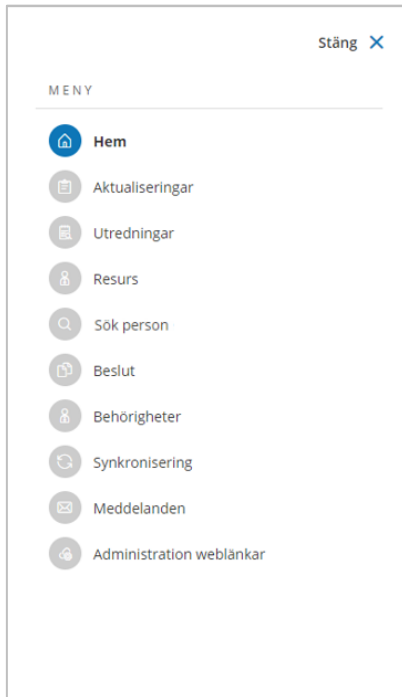 Stäng
MENY
Hem
Aktualiseringar
Utredningar
Resurs
Sök person
Beslut
Behörigheter
Synkronisering
Meddelanden
Administration weblänkar